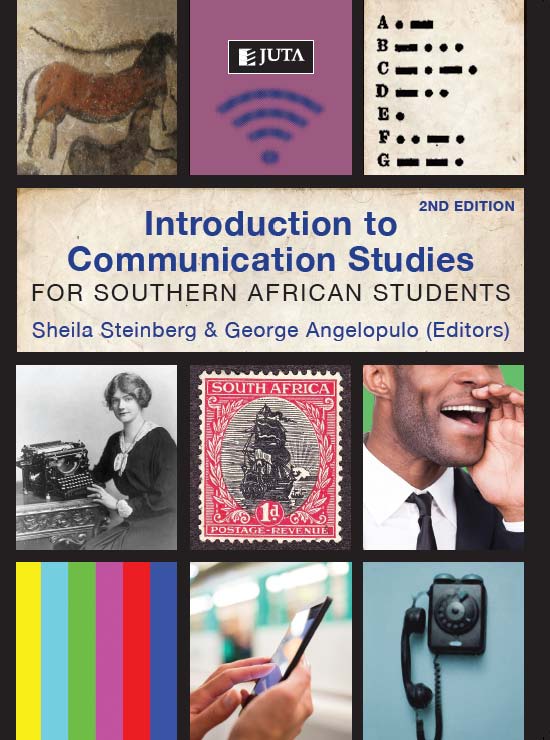 JUTA
A
B
C
D
E
F
G
2ND EDITION
Introduction to
Communication Studies
FOR SOUTHERN AFRICAN STUDENTS
Sheila Steinberg & George Angelopulo (Editors)
SOUTH AFRICA
1d
POSTAGE-REVENUE